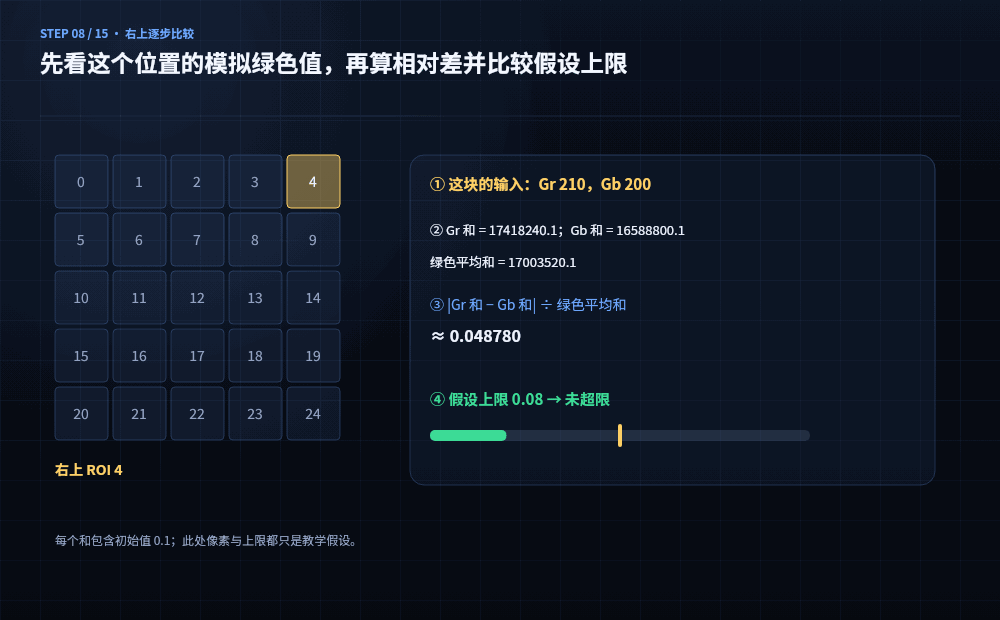 STEP 08 / 15 · 右上逐步比较
先看这个位置的模拟绿色值，再算相对差并比较假设上限
0 1 2 3 4
5 6 7 8 9
10 11 12 13 14
15 16 17 18 19
20 21 22 23 24
右上 ROI 4
① 这块的输入：Gr 210，Gb 200
② Gr 和 = 17418240.1；Gb 和 = 16588800.1
绿色平均和 = 17003520.1
③ |Gr 和 − Gb 和| ÷ 绿色平均和
≈ 0.048780
④ 假设上限 0.08 → 未超限
每个和包含初始值 0.1；此处像素与上限都只是教学假设。